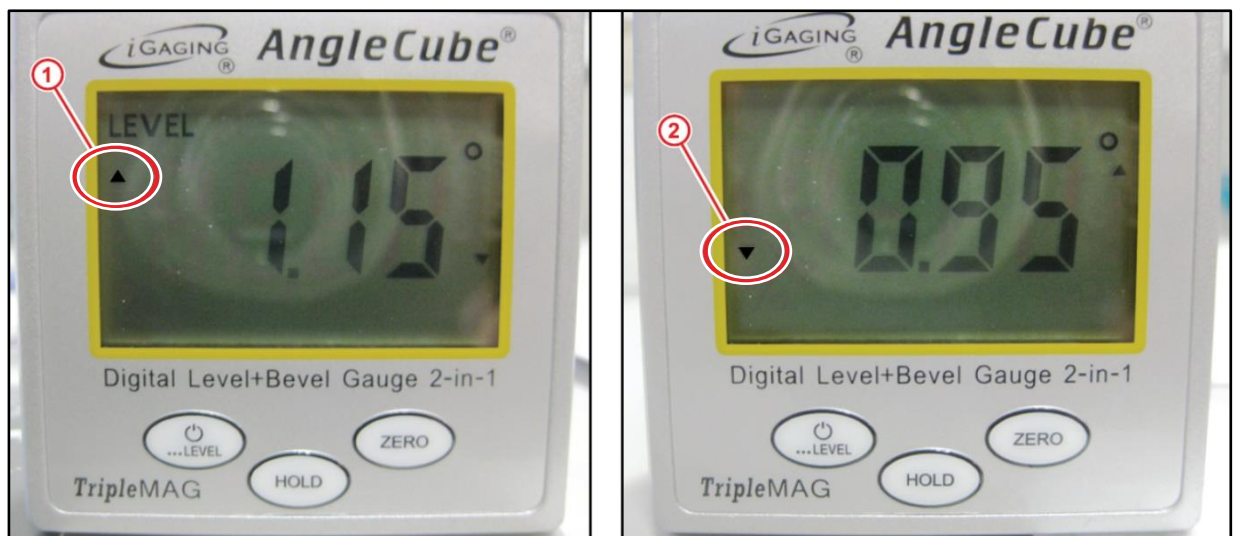 iGAGING® AngleCube®
1
LEVEL
1.15°
Digital Level+Bevel Gauge 2-in-1
...LEVEL
ZERO
HOLD
TripleMAG
iGAGING® AngleCube®
2
0.95°
Digital Level+Bevel Gauge 2-in-1
...LEVEL
ZERO
HOLD
TripleMAG